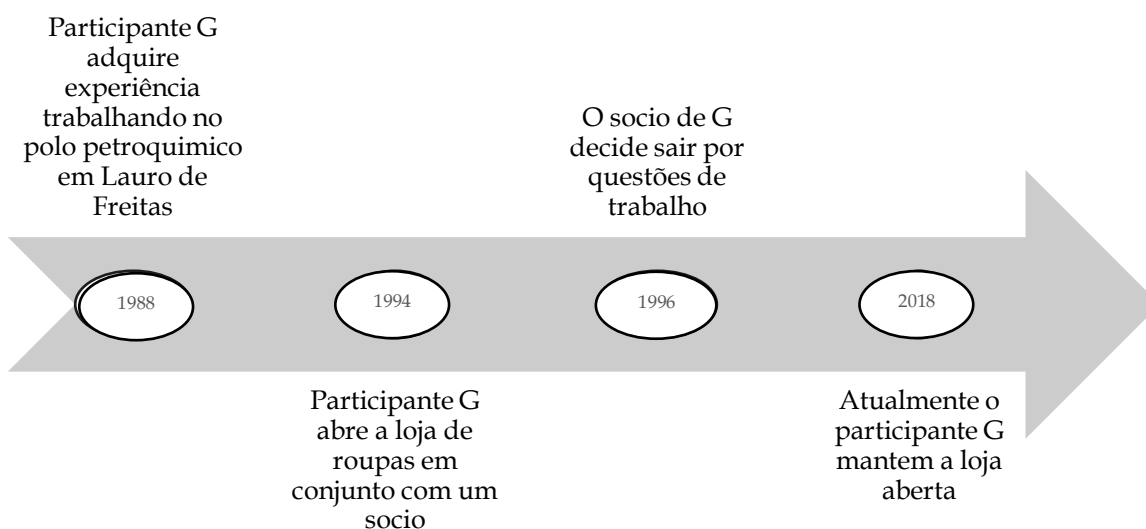 Participante G
adquire
experiência
trabalhando no
polo petroquimico
em Lauro de
Freitas
O socio de G
decide sair por
questões de
trabalho
1988
1994
1996
2018
Participante G
abre a loja de
roupas em
conjunto com um
socio
Atualmente o
participante G
mantem a loja
aberta